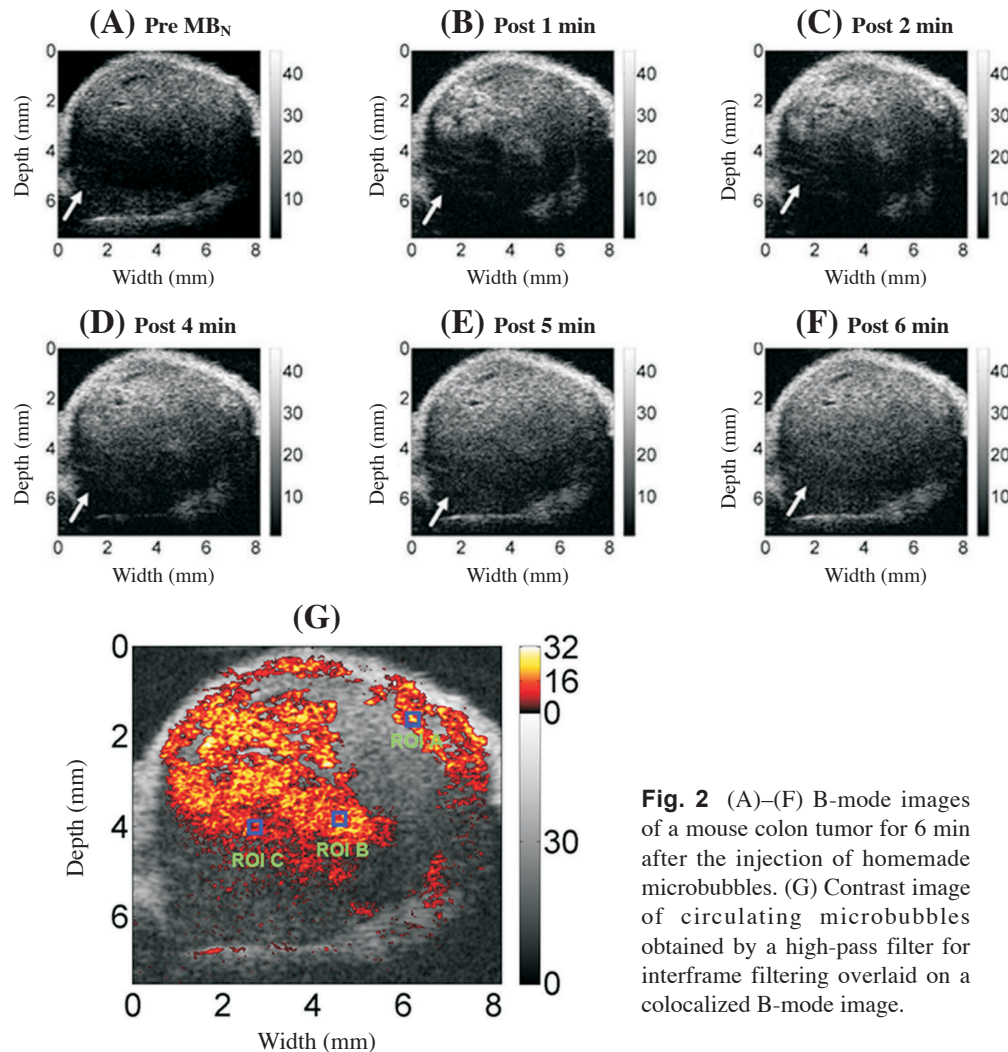 (A) Pre MBN
(B) Post 1 min
(C) Post 2 min
0
2
4
6
Depth (mm)
0 2 4 6 8
Width (mm)
40
30
20
10
0
2
4
6
Depth (mm)
0 2 4 6 8
Width (mm)
40
30
20
10
0
2
4
6
Depth (mm)
0 2 4 6 8
Width (mm)
40
30
20
10
(D) Post 4 min
(E) Post 5 min
(F) Post 6 min
0
2
4
6
Depth (mm)
0 2 4 6 8
Width (mm)
40
30
20
10
0
2
4
6
Depth (mm)
0 2 4 6 8
Width (mm)
40
30
20
10
0
2
4
6
Depth (mm)
0 2 4 6 8
Width (mm)
40
30
20
10
(G)
0
2
4
6
Depth (mm)
0 2 4 6 8
Width (mm)
ROI A
ROI B
ROI C
32
16
0
30
0
Fig. 2 (A)–(F) B-mode images
of a mouse colon tumor for 6 min
after the injection of homemade
microbubbles. (G) Contrast image
of circulating microbubbles
obtained by a high-pass filter for
interframe filtering overlaid on a
colocalized B-mode image.